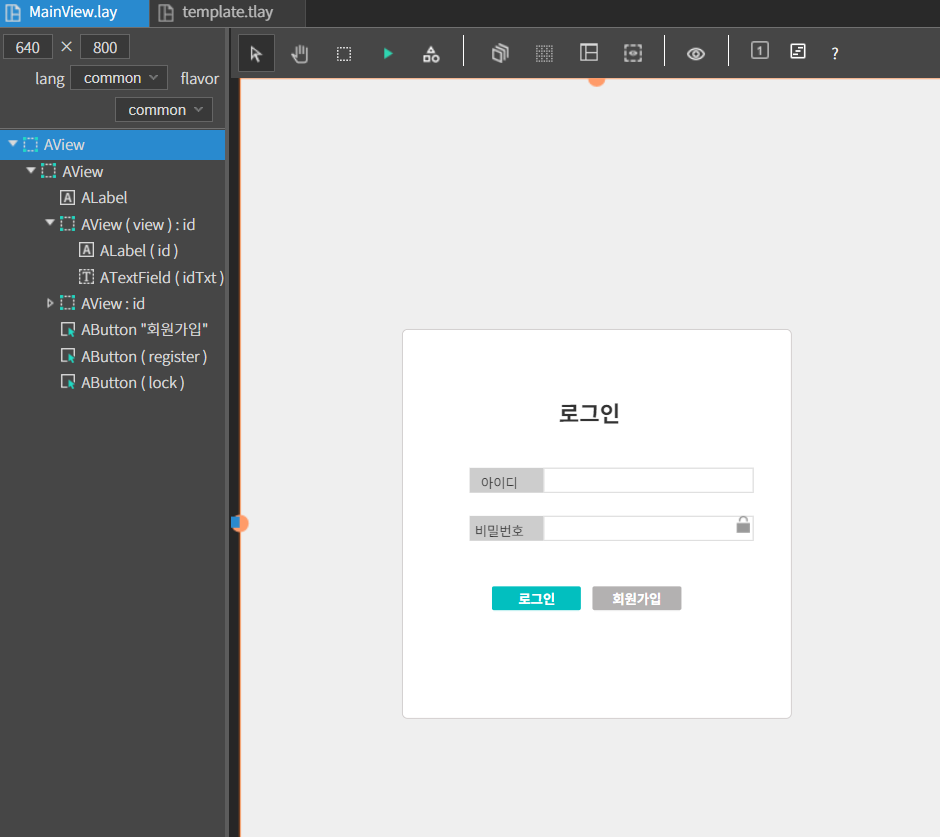 MainView.lay
template.tlay
640 × 800
lang common flavor
common
AView
AView
ALabel
AView ( view ) : id
ALabel ( id )
ATextField ( idTxt )
AView : id
AButton "회원가입"
AButton ( register )
AButton ( lock )
1
?
로그인
아이디
비밀번호
로그인 회원가입